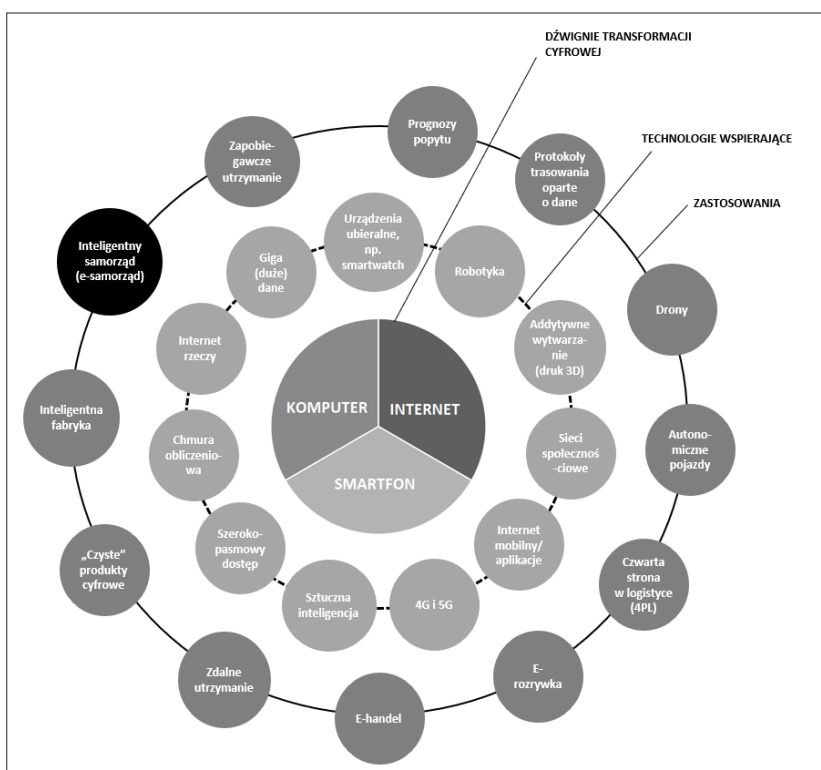 DŹWIGNIE TRANSFORMACJI
CYFROWEJ
TECHNOLOGIE WSPIERAJĄCE
ZASTOSOWANIA
Prognozy
popytu
Protokoły
trasowania
oparte
o dane
Drony
Autono-
miczne
pojazdy
Czwarta
strona
w logistyce
(4PL)
E-
rozrywka
E-handel
Zdalne
utrzymanie
„Czyste”
produkty
cyfrowe
Inteligentna
fabryka
Inteligentny
samorząd
(e-samorząd)
Zapobie-
gawcze
utrzymanie
Urządzenia
ubieralne,
np.
smartwatch
Robotyka
Addytywne
wytwarza-
nie
(druk 3D)
Sieci
społecznoś
-ciowe
Internet
mobilny/
aplikacje
4G i 5G
Sztuczna
inteligencja
Szeroko-
pasmowy
dostęp
Chmura
obliczenio-
wa
Internet
rzeczy
Giga
(duże)
dane
KOMPUTER
INTERNET
SMARTFON